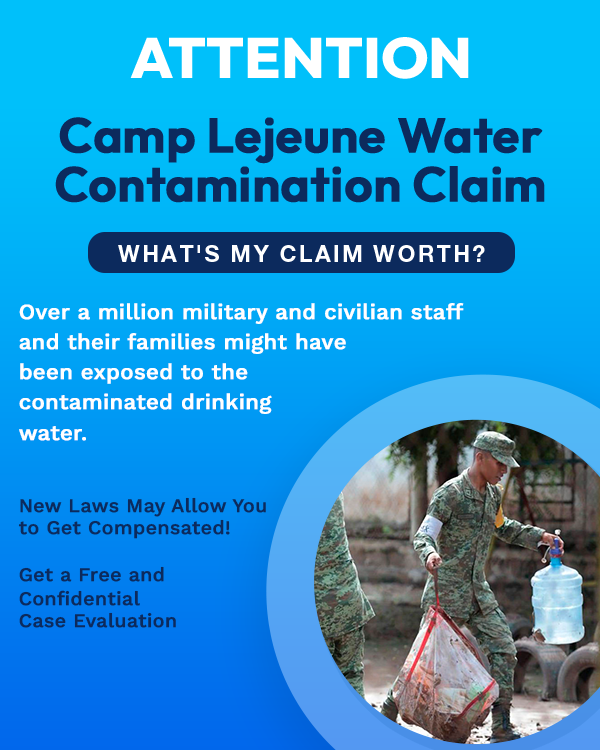 ATTENTION
Camp Lejeune Water
Contamination Claim
WHAT'S MY CLAIM WORTH?
Over a million military and civilian staff
and their families might have
been exposed to the
contaminated drinking
water.
New Laws May Allow You
to Get Compensated!
Get a Free and
Confidential
Case Evaluation